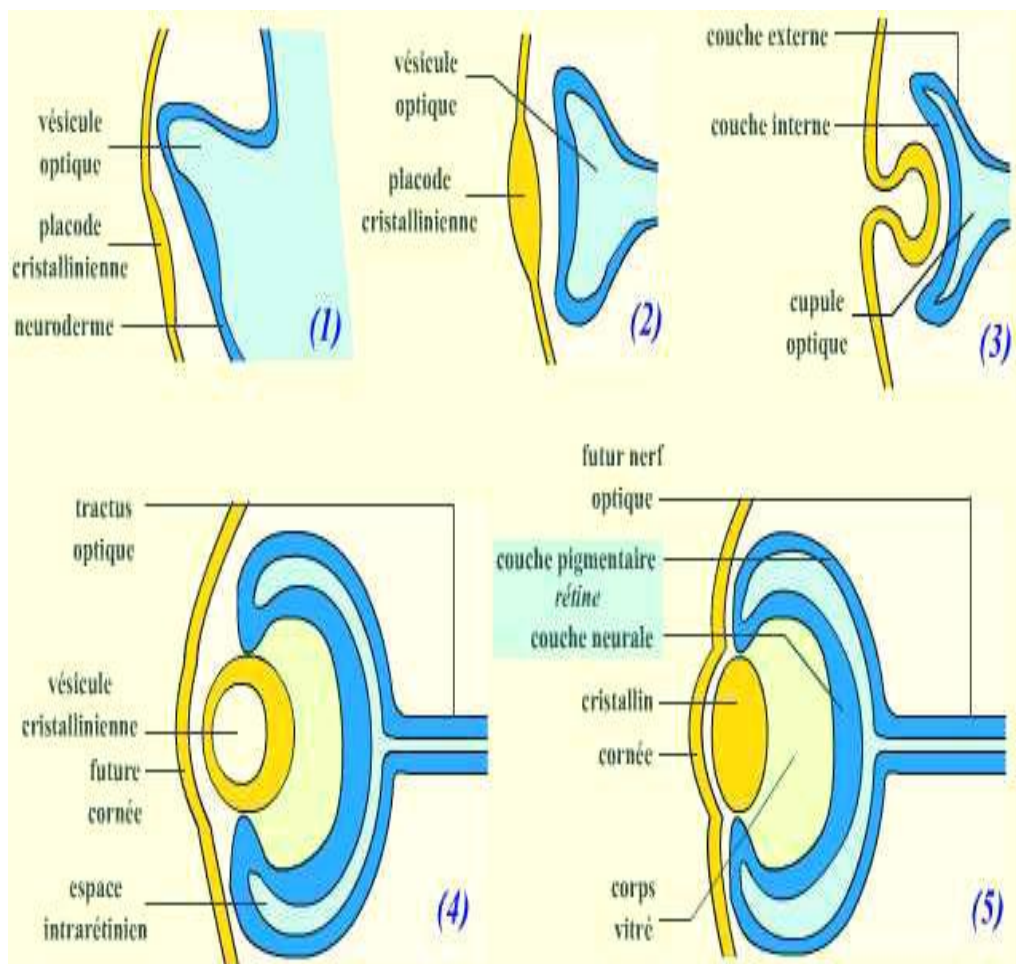 vésicule
optique
placode
cristallinienne
neuroderme
(1)
vésicule
optique
placode
cristallinienne
(2)
couche externe
couche interne
cupule
optique
(3)
tractus
optique
vésicule
cristallinienne
future
cornée
espace
intrarétinien
(4)
futur nerf
optique
couche pigmentaire
rétine
couche neurale
cristallin
cornée
corps
vitré
(5)